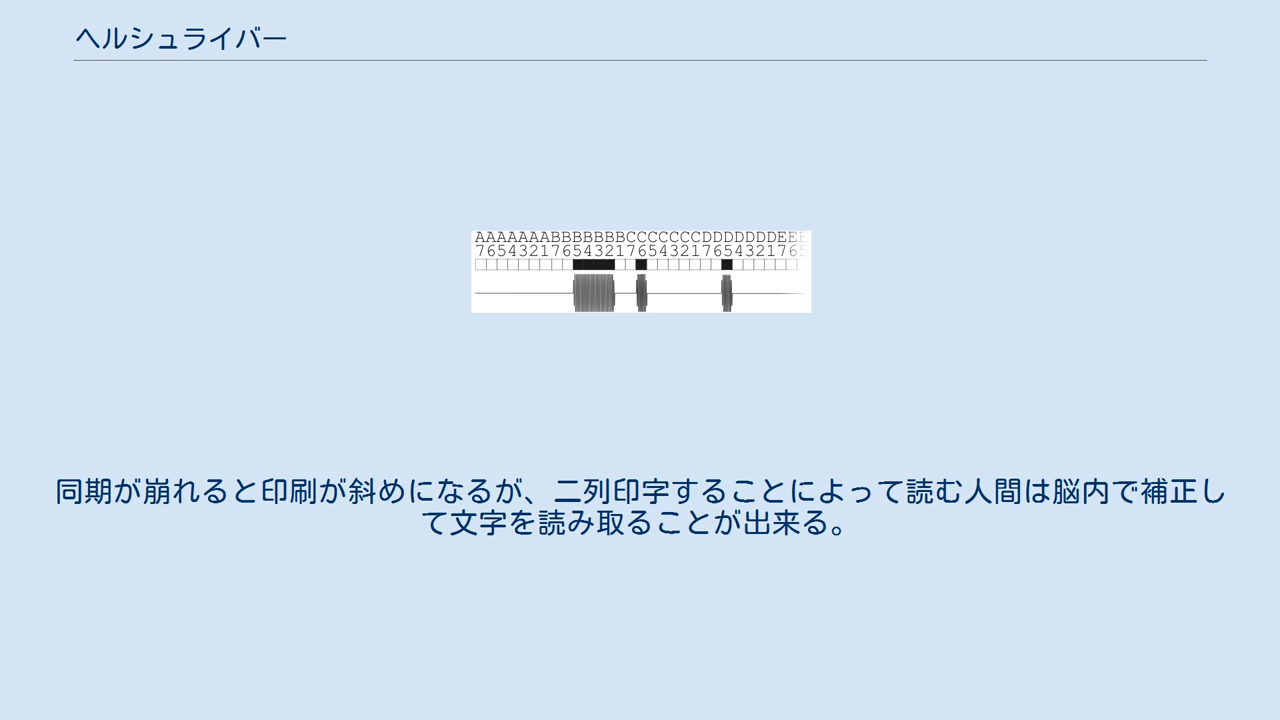 ヘルシュライバー
AAAAAAABBBBBBBCCCCCCCDDDDDDDEEE
7654321765432176543217654321765
同期が崩れると印刷が斜めになるが、二列印字することによって読む人間は脳内で補正し
て文字を読み取ることが出来る。